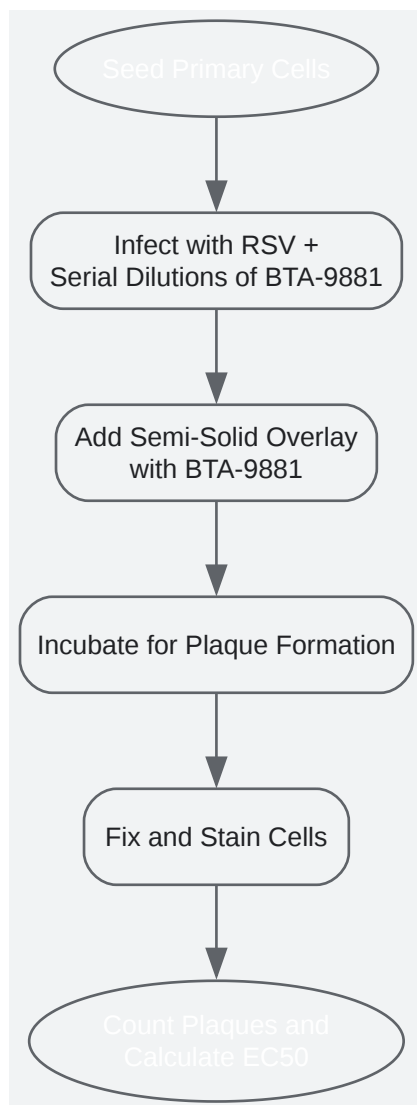 Seed Primary Cells
Infect with RSV +
Serial Dilutions of BTA-9881
Add Semi-Solid Overlay
with BTA-9881
Incubate for Plaque Formation
Fix and Stain Cells
Count Plaques and
Calculate EC50